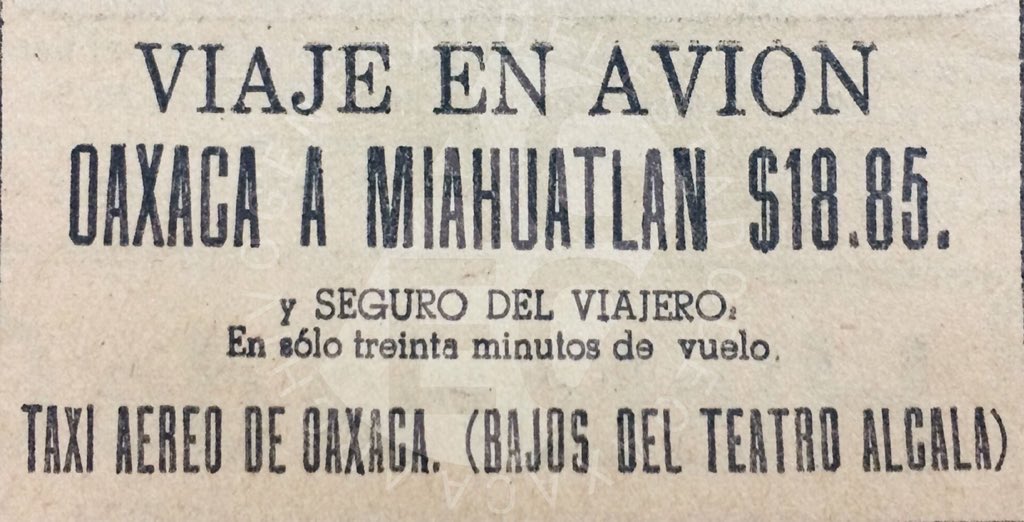 VIAJE EN AVION
OAXACA A MIAHUATLAN $18.85.
y SEGURO DEL VIAJERO:
En sólo treinta minutos de vuelo.
TAXI AEREO DE OAXACA. (BAJOS DEL TEATRO ALCALA)